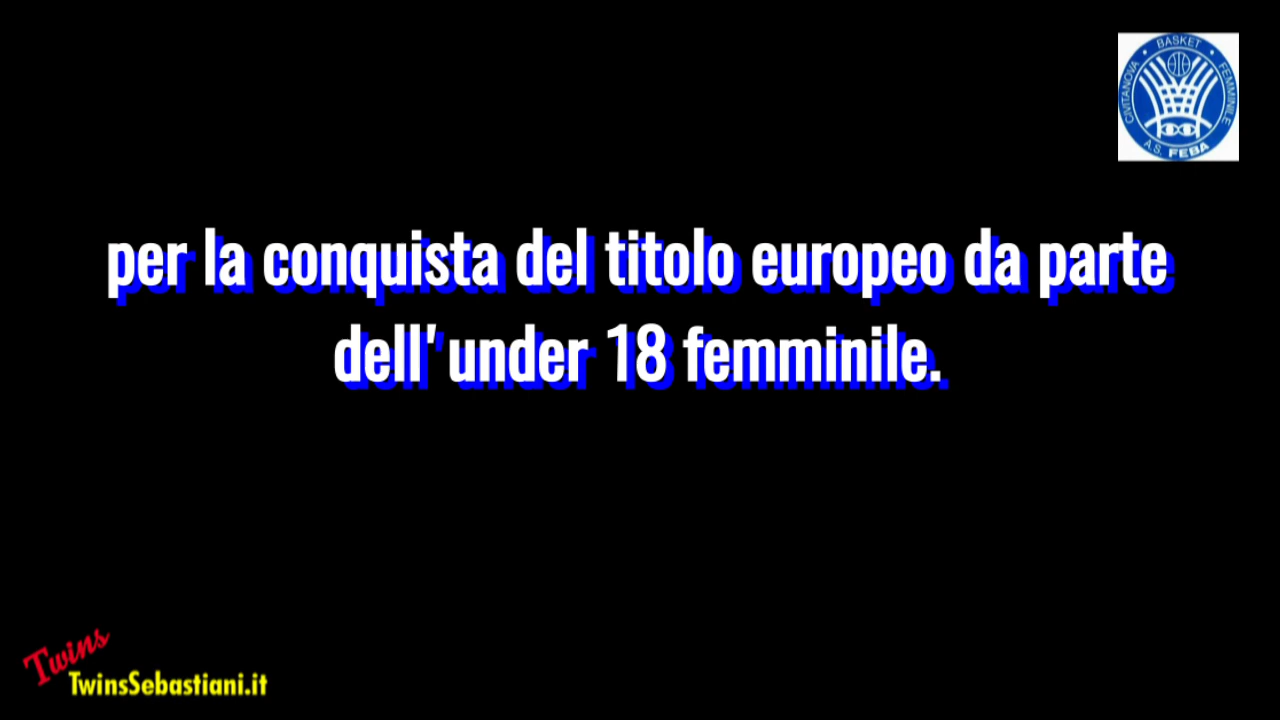 BASKET
CIVITANOVA
FEMMINILE
A.S. FEBA
per la conquista del titolo europeo da parte
dell'under 18 femminile.
Twins
TwinsSebastiani.it